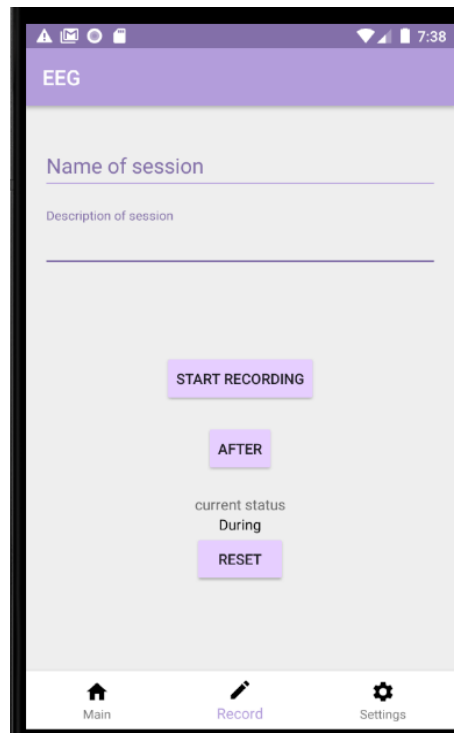 7:38
EEG
Name of session
Description of session
START RECORDING
AFTER
current status
During
RESET
Main
Record
Settings